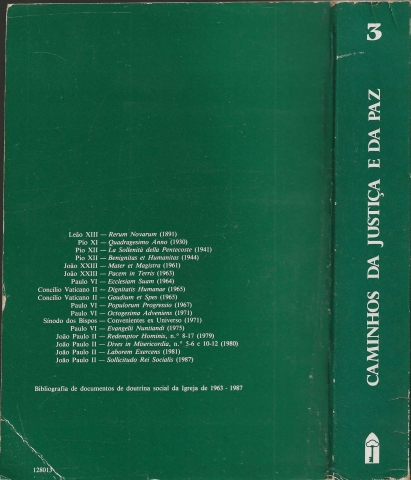 Leão XIII — Rerum Novarum (1891)
Pio XI — Quadragesimo Anno (1930)
Pio XII — La Sollenità della Pentecoste (1941)
Pio XII — Benignitas et Humanitas (1944)
João XXIII — Mater et Magistra (1961)
João XXIII — Pacem in Terris (1963)
Paulo VI — Ecclesiam Suam (1964)
Concílio Vaticano II — Dignitatis Humanae (1965)
Concílio Vaticano II — Gaudium et Spes (1965)
Paulo VI — Populorum Progressio (1967)
Paulo VI — Octogesima Adveniens (1971)
Sínodo dos Bispos — Convenientes ex Universo (1971)
Paulo VI — Evangelii Nuntiandi (1975)
João Paulo II — Redemptor Hominis, n.º 8-17 (1979)
João Paulo II — Dives in Misericordia, n.º 5-6 e 10-12 (1980)
João Paulo II — Laborem Exercens (1981)
João Paulo II — Sollicitudo Rei Socialis (1987)
Bibliografia de documentos de doutrina social da Igreja de 1963 - 1987
128013
3
CAMINHOS DA JUSTIÇA E DA PAZ